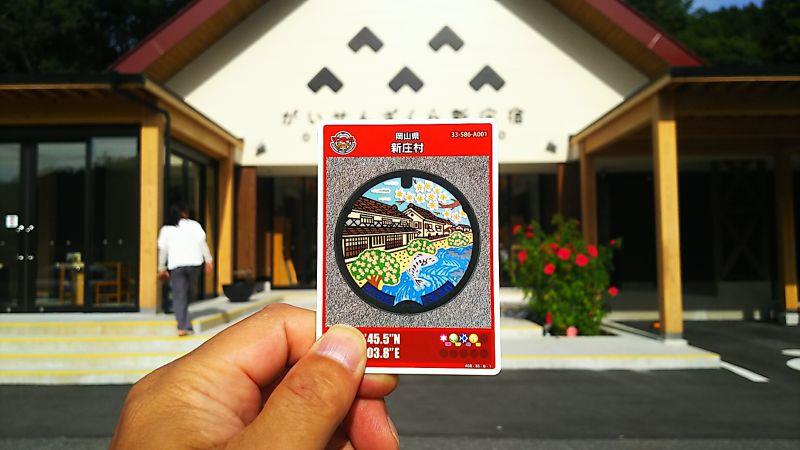 がいせんざくら新庄宿
岡山県
33-586-A001
新庄村
45.5"N
03.8"E